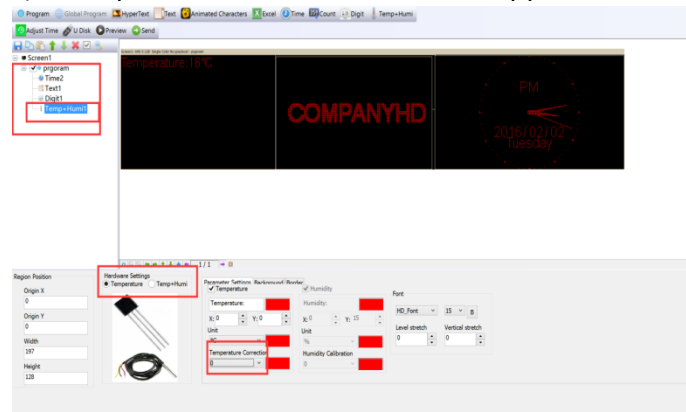 Program Global Program HyperText Text Animated Characters Excel Time Count Digit Temp+Humi
Adjust Time U Disk Preview Send
Screen1
prgoram
Time2
Text1
Digit1
Temp+Humi1
Temperature:16℃
COMPANYHD
PM
2016/02/02
Tuesday
1/1
Region Position
Origin X
0
Origin Y
0
Width
197
Height
128
Hardware Settings
Temperature Temp+Humi
Parameter Settings Background Border
Temperature Humidity
Temperature: Humidity:
X: 0 Y: 0 X: 0 Y: 15
Unit Unit
℃ %
Temperature Correction Humidity Calibration
0 0
Font
HD_Font 15 B
Level stretch Vertical stretch
0 0